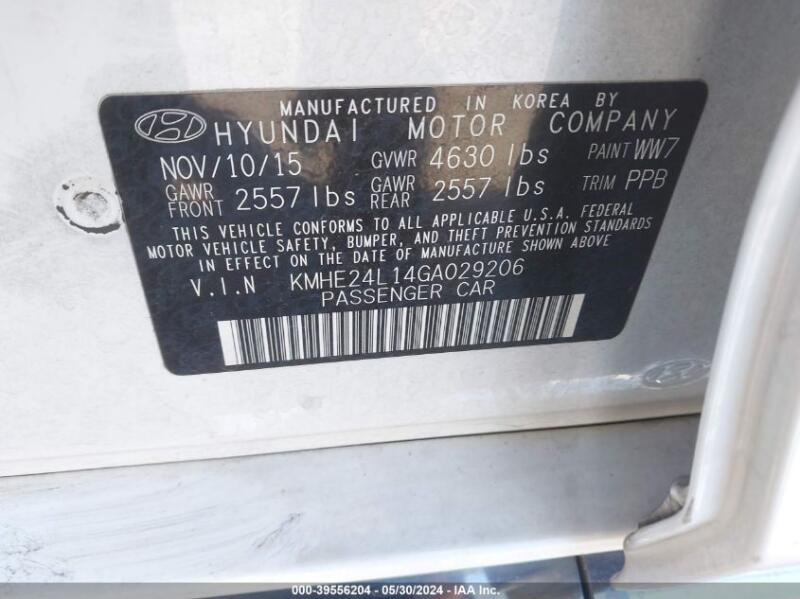 MANUFACTURED IN KOREA BY
HYUNDAI MOTOR COMPANY
NOV/10/15 GVWR 4630 lbs PAINT WW7
GAWR FRONT 2557 lbs GAWR REAR 2557 lbs TRIM PPB
THIS VEHICLE CONFORMS TO ALL APPLICABLE U.S.A. FEDERAL
MOTOR VEHICLE SAFETY, BUMPER, AND THEFT PREVENTION STANDARDS
IN EFFECT ON THE DATE OF MANUFACTURE SHOWN ABOVE
V.I.N KMHE24L14GA029206
PASSENGER CAR
000-39556204 - 05/30/2024 - IAA Inc.